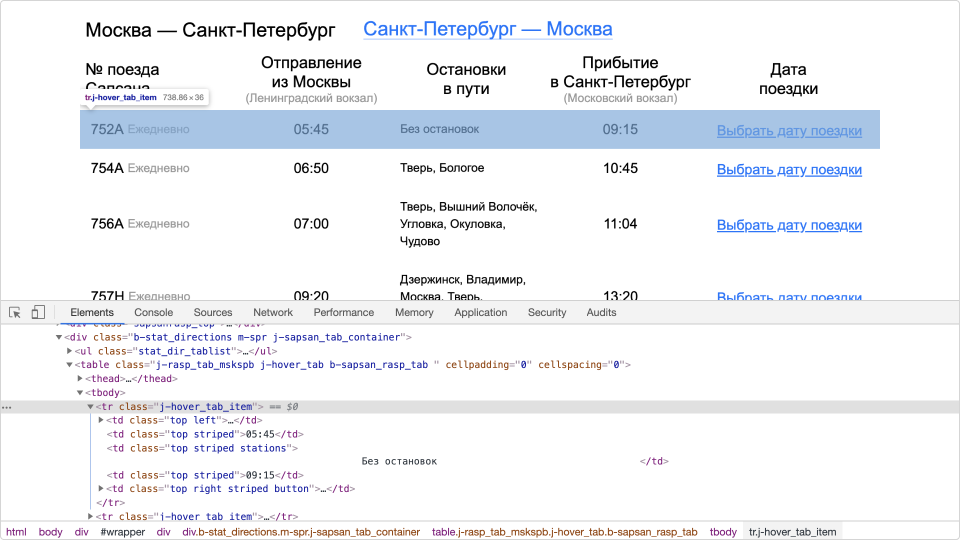 Москва — Санкт-Петербург Санкт-Петербург — Москва
№ поезда Сапсана
Отправление из Москвы (Ленинградский вокзал)
Остановки в пути
Прибытие в Санкт-Петербург (Московский вокзал)
Дата поездки
tr.j-hover_tab_item 738.86×36
752А Ежедневно 05:45 Без остановок 09:15 Выбрать дату поездки
754А Ежедневно 06:50 Тверь, Бологое 10:45 Выбрать дату поездки
756А Ежедневно 07:00 Тверь, Вышний Волочёк, Угловка, Окуловка, Чудово 11:04 Выбрать дату поездки
757Н Ежедневно 09:20 Дзержинск, Владимир, Москва, Тверь, 13:20 Выбрать дату поездки
Elements Console Sources Network Performance Memory Application Security Audits
<div class="sapsanrasp_top">…</div>
<div class="b-stat_directions m-spr j-sapsan_tab_container">
<ul class="stat_dir_tablist">…</ul>
<table class="j-rasp_tab_mskspb j-hover_tab b-sapsan_rasp_tab " cellpadding="0" cellspacing="0">
<thead>…</thead>
<tbody>
… <tr class="j-hover_tab_item"> == $0
<td class="top left">…</td>
<td class="top striped">05:45</td>
<td class="top striped stations">
Без остановок </td>
<td class="top striped">09:15</td>
<td class="top right striped button">…</td>
</tr>
<tr class="j-hover_tab_item">…</tr>
html body div #wrapper div div.b-stat_directions.m-spr.j-sapsan_tab_container table.j-rasp_tab_mskspb.j-hover_tab.b-sapsan_rasp_tab tbody tr.j-hover_tab_item